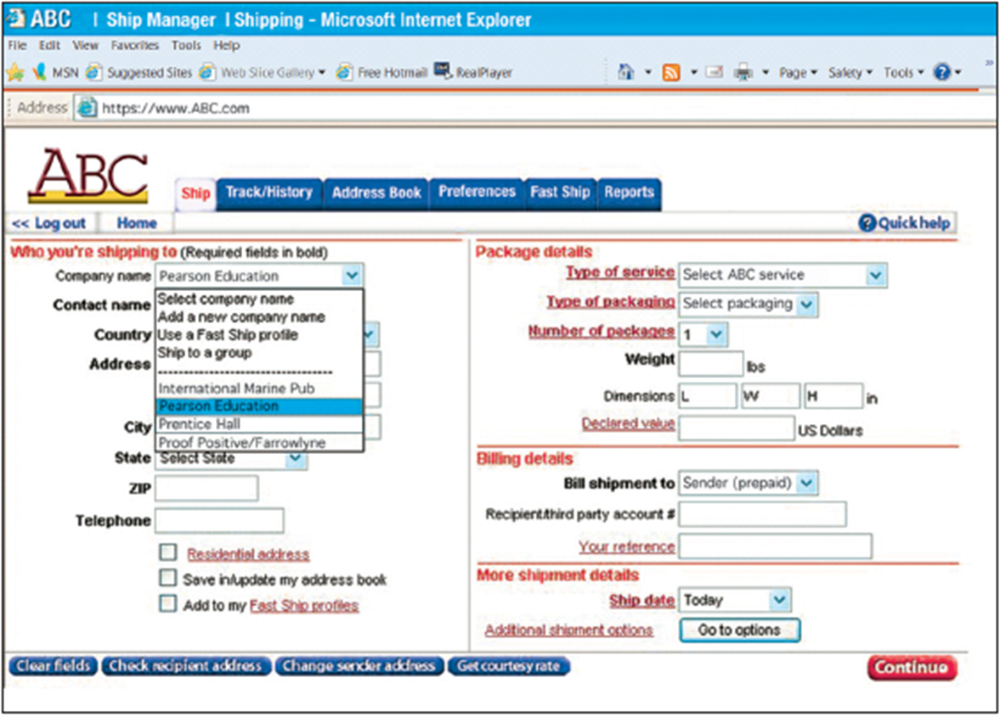 ABC | Ship Manager | Shipping - Microsoft Internet Explorer
File Edit View Favorites Tools Help
MSN Suggested Sites Web Slice Gallery Free Hotmail RealPlayer Page Safety Tools
»
Address https://www.ABC.com
ABC
Ship Track/History Address Book Preferences Fast Ship Reports
<< Log out Home Quick help
Who you're shipping to (Required fields in bold)
Company name Pearson Education
Select company name
Add a new company name
Use a Fast Ship profile
Ship to a group
------------------------------------
International Marine Pub
Pearson Education
Prentice Hall
Proof Positive/Farrowlyne
Contact name
Country
Address
City
State Select State
ZIP
Telephone
Residential address
Save in/update my address book
Add to my Fast Ship profiles
Package details
Type of service Select ABC service
Type of packaging Select packaging
Number of packages 1
Weight lbs
Dimensions L W H in
Declared value US Dollars
Billing details
Bill shipment to Sender (prepaid)
Recipient/third party account #
Your reference
More shipment details
Ship date Today
Additional shipment options Go to options
Clear fields Check recipient address Change sender address Get courtesy rate Continue